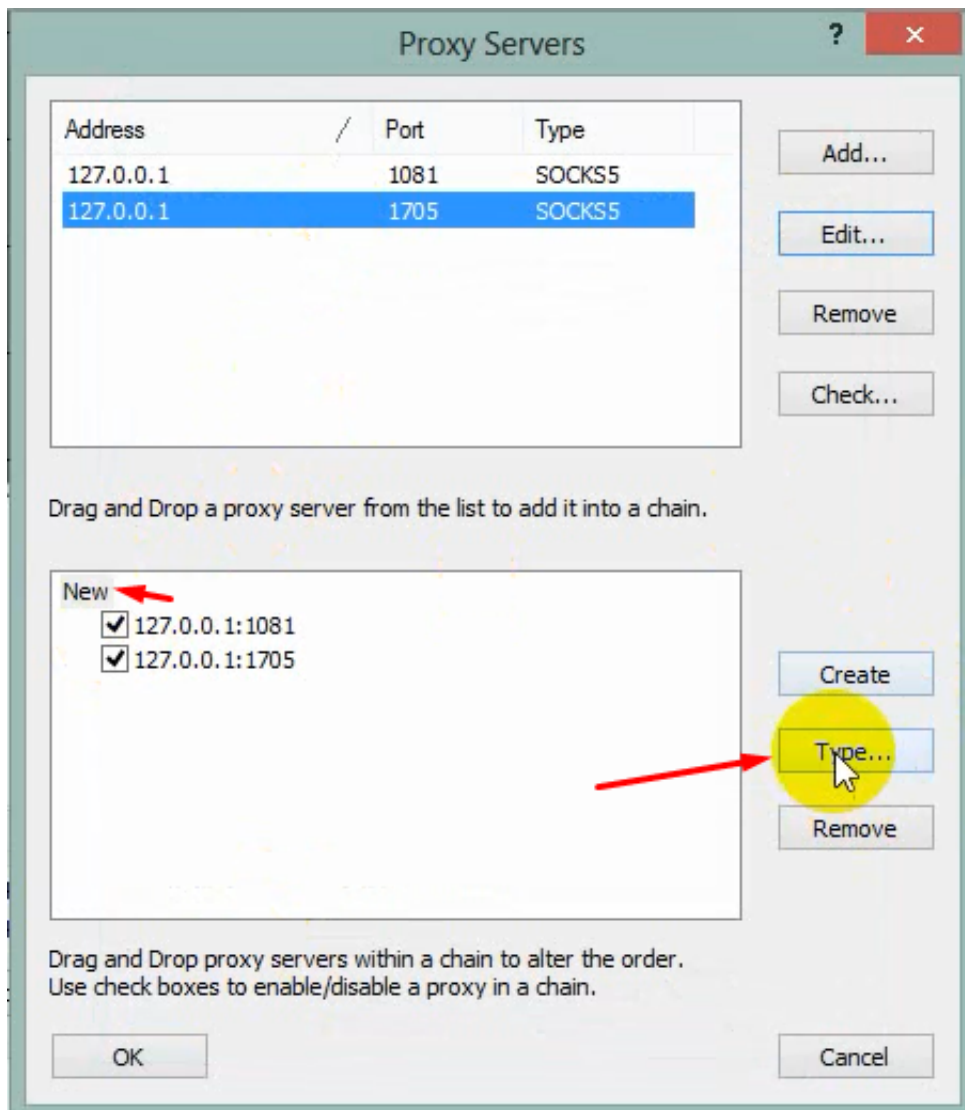 Proxy Servers
?
Address / Port Type
127.0.0.1 1081 SOCKS5
127.0.0.1 1705 SOCKS5
Add...
Edit...
Remove
Check...
Drag and Drop a proxy server from the list to add it into a chain.
New
127.0.0.1:1081
127.0.0.1:1705
Create
Type...
Remove
Drag and Drop proxy servers within a chain to alter the order.
Use check boxes to enable/disable a proxy in a chain.
OK Cancel